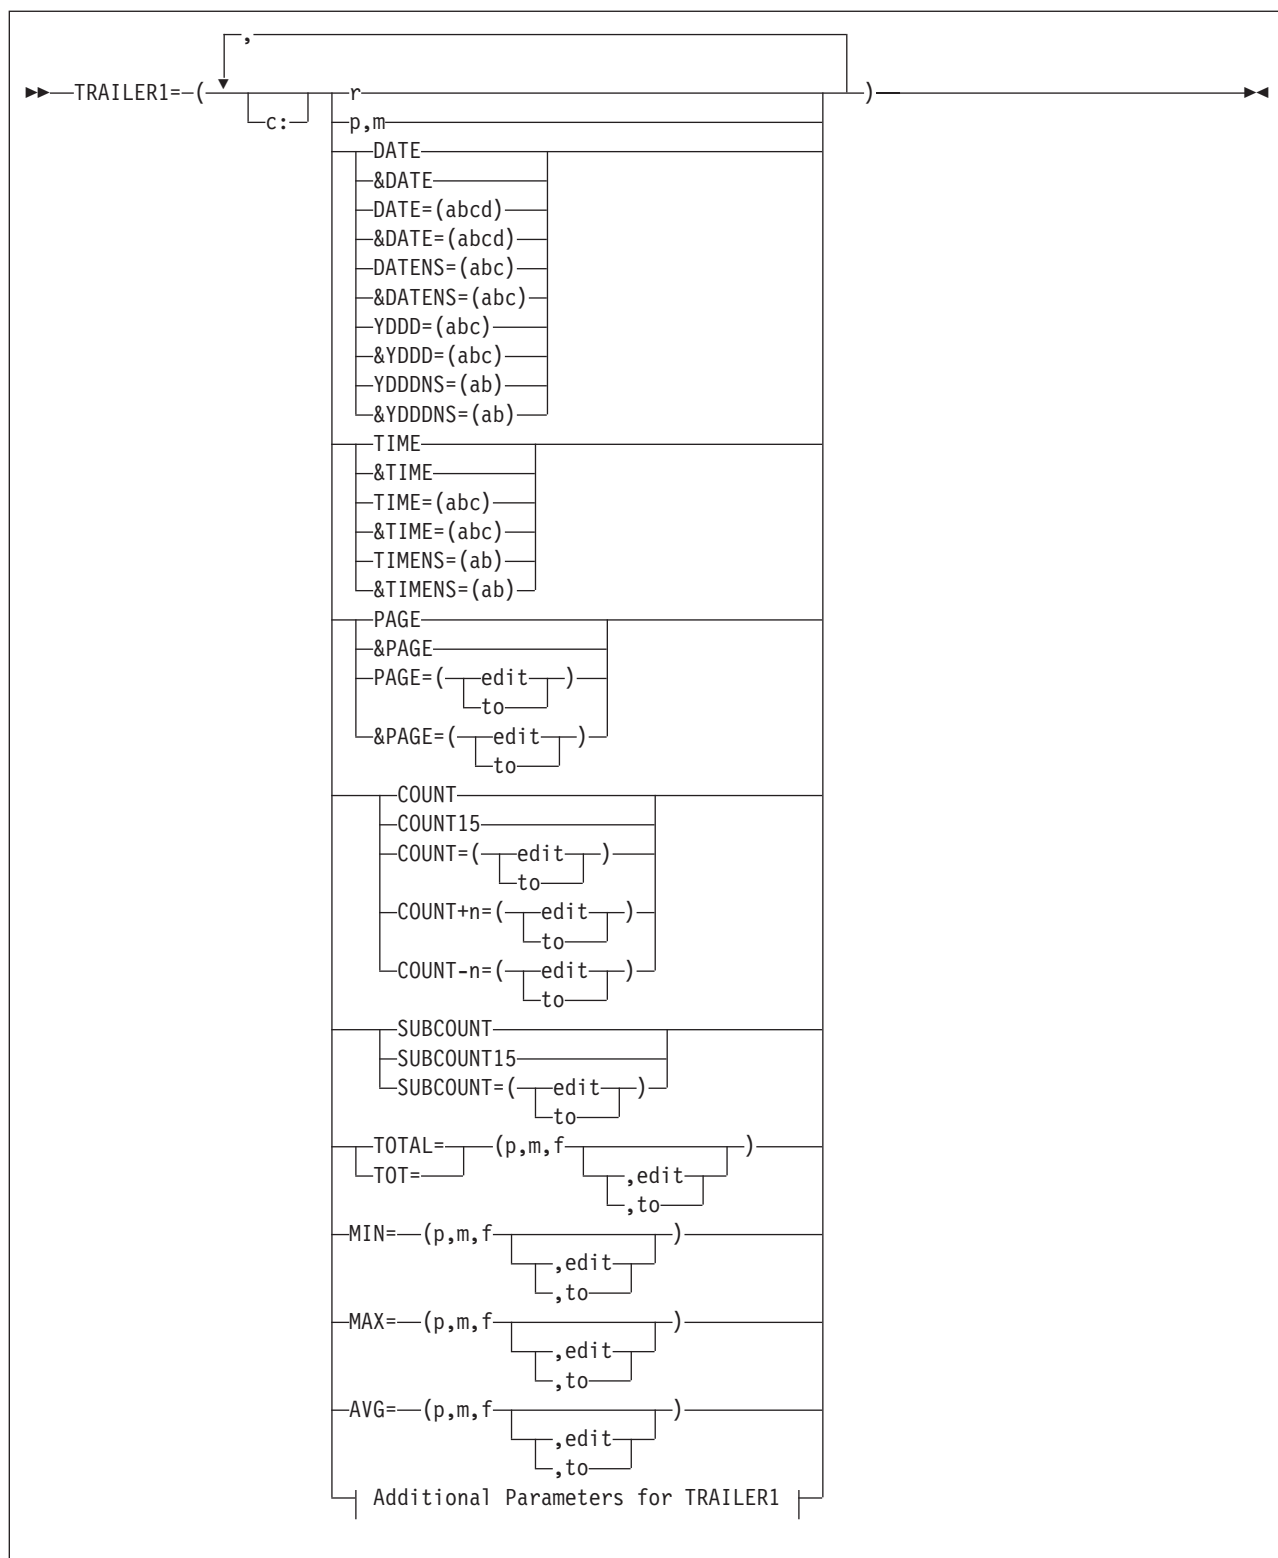 ,
TRAILER1=(
r )
c: p,m
DATE
&DATE
DATE=(abcd)
&DATE=(abcd)
DATENS=(abc)
&DATENS=(abc)
YDDD=(abc)
&YDDD=(abc)
YDDDNS=(ab)
&YDDDNS=(ab)
TIME
&TIME
TIME=(abc)
&TIME=(abc)
TIMENS=(ab)
&TIMENS=(ab)
PAGE
&PAGE
PAGE=( edit )
to
&PAGE=( edit )
to
COUNT
COUNT15
COUNT=( edit )
to
COUNT+n=( edit )
to
COUNT-n=( edit )
to
SUBCOUNT
SUBCOUNT15
SUBCOUNT=( edit )
to
TOTAL= (p,m,f )
TOT= ,edit
,to
MIN= (p,m,f )
,edit
,to
MAX= (p,m,f )
,edit
,to
AVG= (p,m,f )
,edit
,to
Additional Parameters for TRAILER1